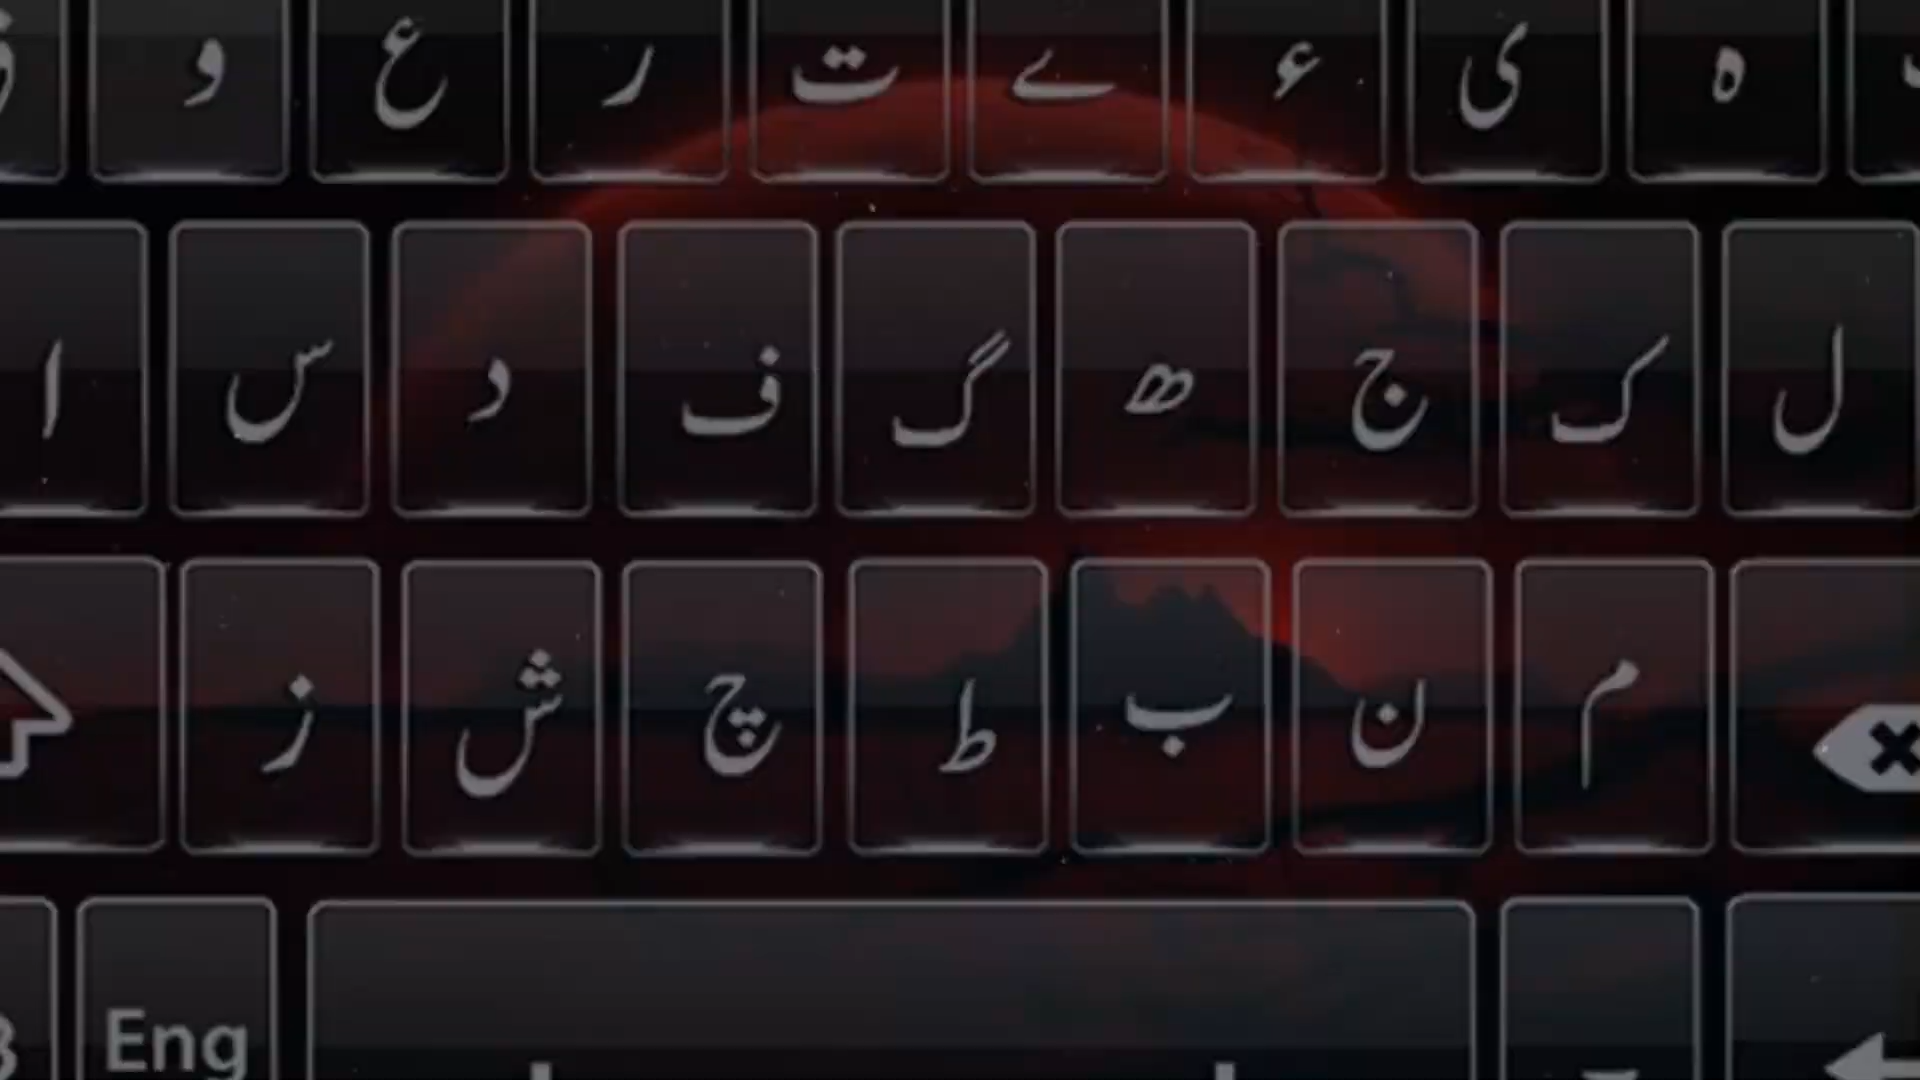 ق و ع ر ت ے ء ی ہ
ا س د ف گ ھ ج ک ل
ز ش چ ط ب ن م
Eng